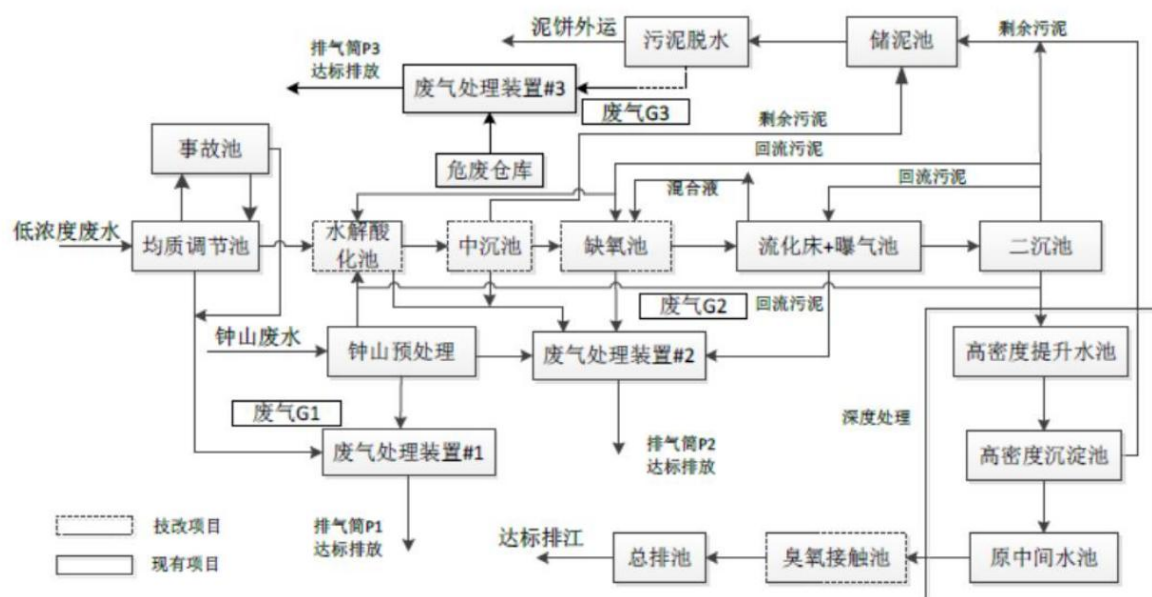 泥饼外运
污泥脱水
储泥池
剩余污泥
排气筒P3
达标排放
废气处理装置#3
废气G3
剩余污泥
事故池
危废仓库
回流污泥
混合液
回流污泥
低浓度废水
均质调节池
水解酸
化池
中沉池
缺氧池
流化床+曝气池
二沉池
废气G2
回流污泥
钟山废水
钟山预处理
废气处理装置#2
高密度提升水池
废气G1
深度处理
废气处理装置#1
排气筒P2
达标排放
高密度沉淀池
技改项目
排气筒P1
达标排放
达标排江
现有项目
总排池
臭氧接触池
原中间水池